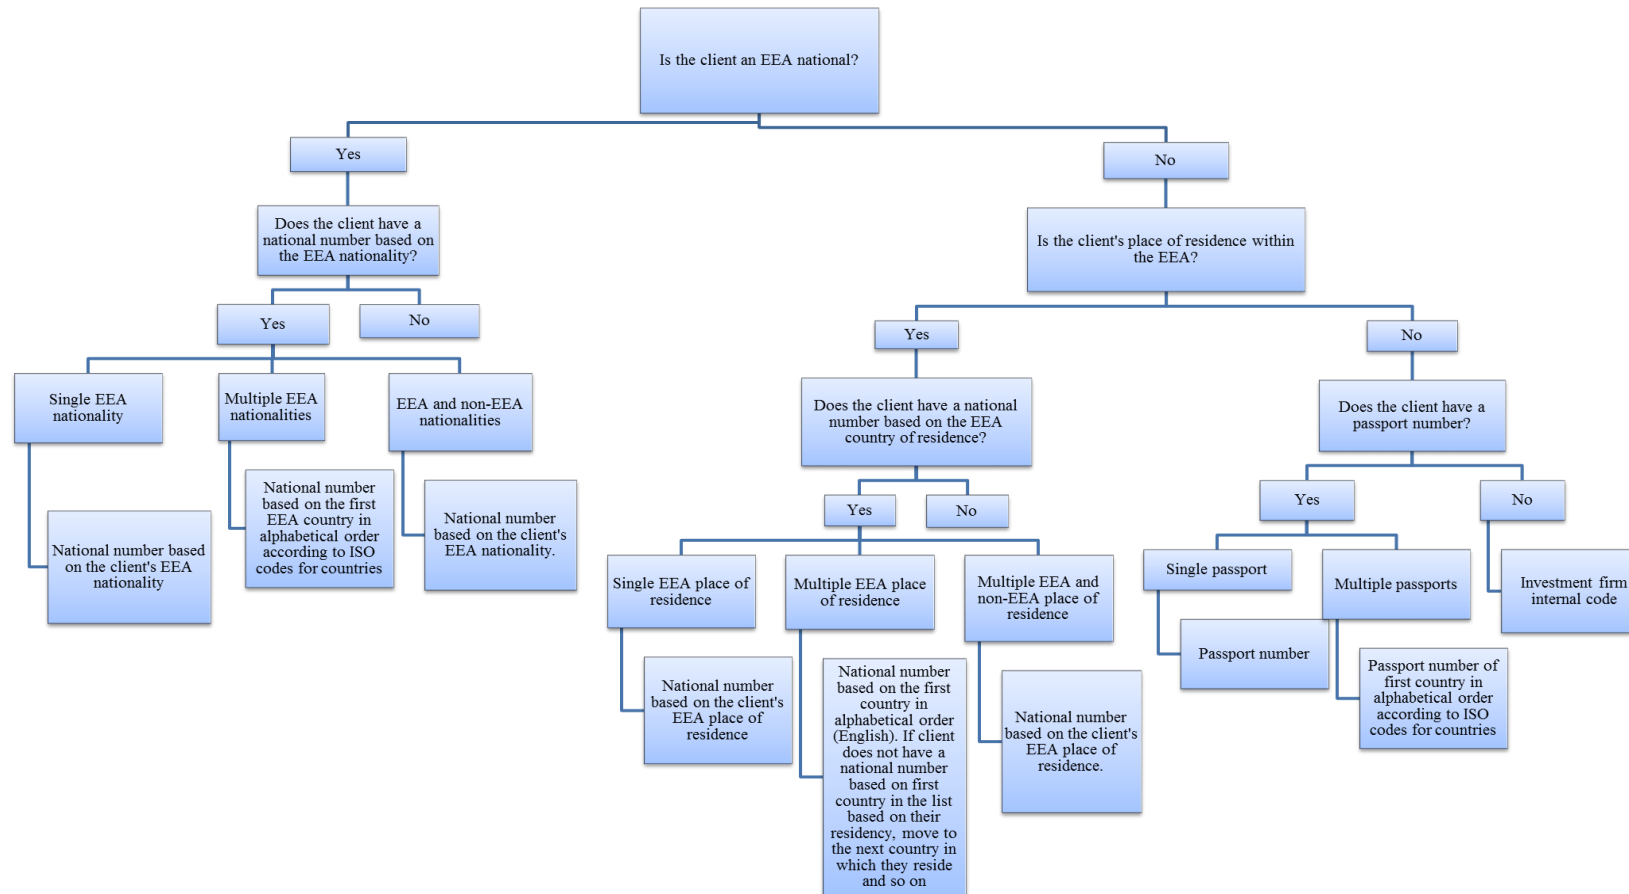 Is the client an EEA national?
Yes
No
Does the client have a
national number based on
the EEA nationality?
Is the client's place of residence within
the EEA?
Yes
No
Yes
No
Single EEA
nationality
Multiple EEA
nationalities
EEA and non-EEA
nationalities
Does the client have a national
number based on the EEA
country of residence?
Does the client have a
passport number?
National number based
on the client's EEA
nationality
National number
based on the first
EEA country in
alphabetical order
according to ISO
codes for countries
National number
based on the client's
EEA nationality.
Yes
No
Yes
No
Single EEA place of
residence
Multiple EEA place
of residence
Multiple EEA and
non-EEA place of
residence
Single passport
Multiple passports
Investment firm
internal code
National number
based on the client's
EEA place of
residence
National number
based on the first
country in
alphabetical order
(English). If client
does not have a
national number
based on first
country in the list
based on their
residency, move to
the next country in
which they reside
and so on
National number
based on the client's
EEA place of
residence.
Passport number
Passport number of
first country in
alphabetical order
according to ISO
codes for countries